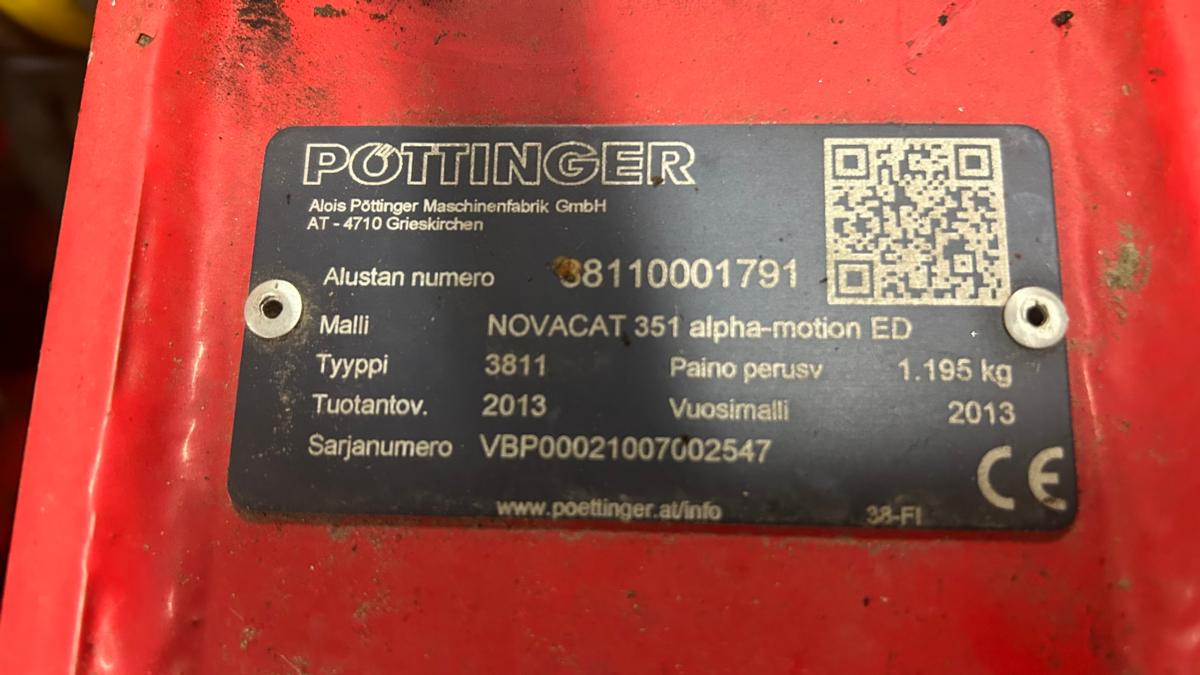 PÖTTINGER
Alois Pöttinger Maschinenfabrik GmbH
AT - 4710 Grieskirchen
Alustan numero 38110001791
Malli NOVACAT 351 alpha-motion ED
Tyyppi 3811 Paino perusv 1.195 kg
Tuotantov. 2013 Vuosimalli 2013
Sarjanumero VBP00021007002547
CE
www.poettinger.at/info 38-FI